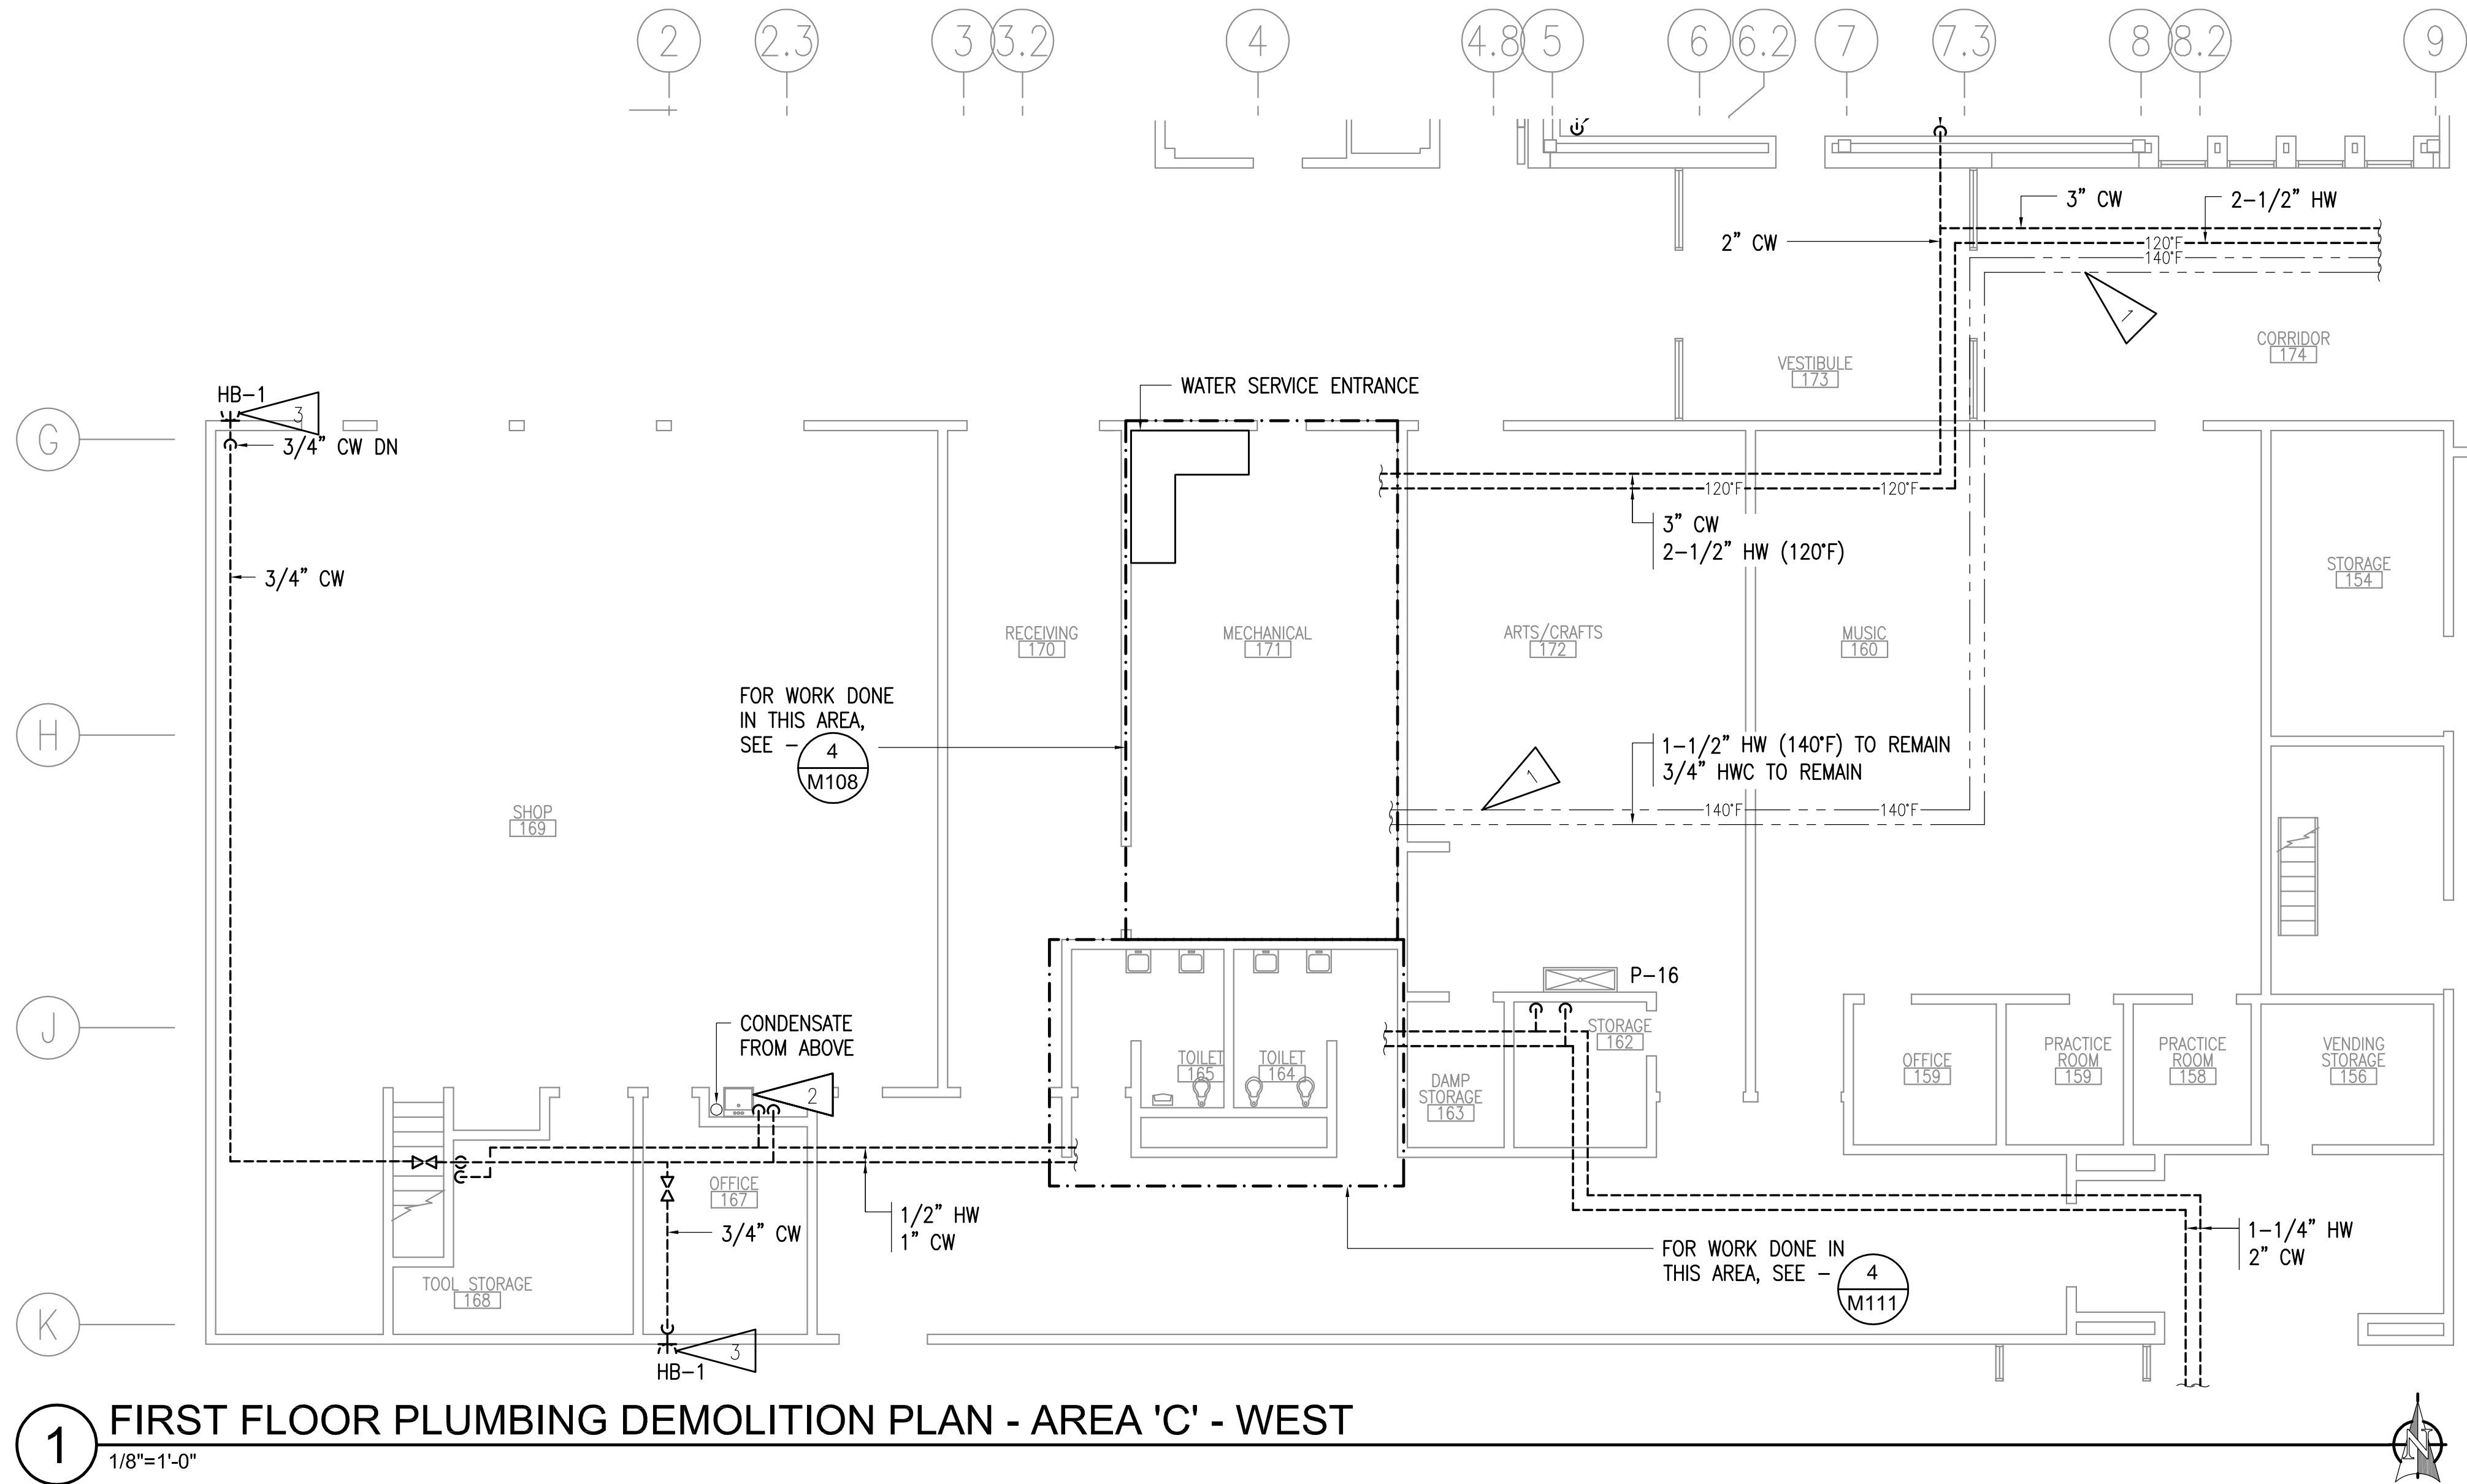 2
2.3
3
3.2
4
4.8
5
6
6.2
7
7.3
8
8.2
9
3" CW
2-1/2" HW
2" CW
120°F
140°F
1
CORRIDOR
174
VESTIBULE
173
WATER SERVICE ENTRANCE
HB-1
3
G
3/4" CW DN
120°F
120°F
3" CW
2-1/2" HW (120°F)
3/4" CW
STORAGE
154
RECEIVING
170
MECHANICAL
171
ARTS/CRAFTS
172
MUSIC
160
FOR WORK DONE
IN THIS AREA,
SEE -
4
M108
H
1-1/2" HW (140°F) TO REMAIN
3/4" HWC TO REMAIN
1
140°F
140°F
SHOP
169
P-16
J
CONDENSATE
FROM ABOVE
2
TOILET
165
TOILET
164
STORAGE
162
DAMP
STORAGE
163
OFFICE
159
PRACTICE
ROOM
159
PRACTICE
ROOM
158
VENDING
STORAGE
156
OFFICE
167
1/2" HW
1" CW
3/4" CW
1-1/4" HW
2" CW
FOR WORK DONE IN
THIS AREA, SEE -
4
M111
TOOL STORAGE
168
K
3
HB-1
1
FIRST FLOOR PLUMBING DEMOLITION PLAN - AREA 'C' - WEST
1/8"=1'-0"
N